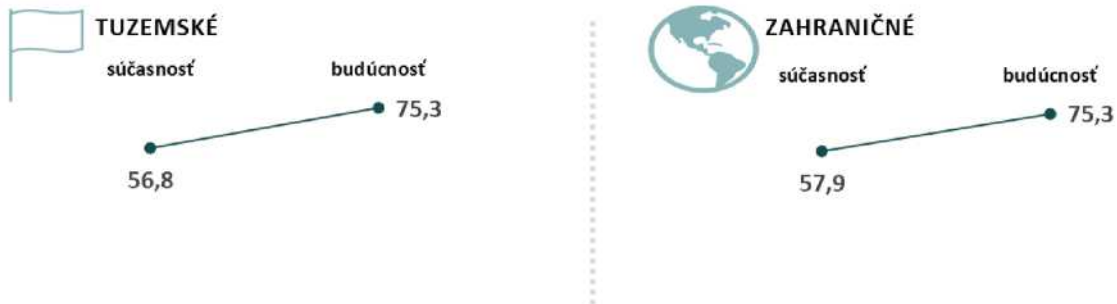 TUZEMSKÉ
súčasnosť budúcnosť
75,3
56,8
ZAHRANIČNÉ
súčasnosť budúcnosť
75,3
57,9